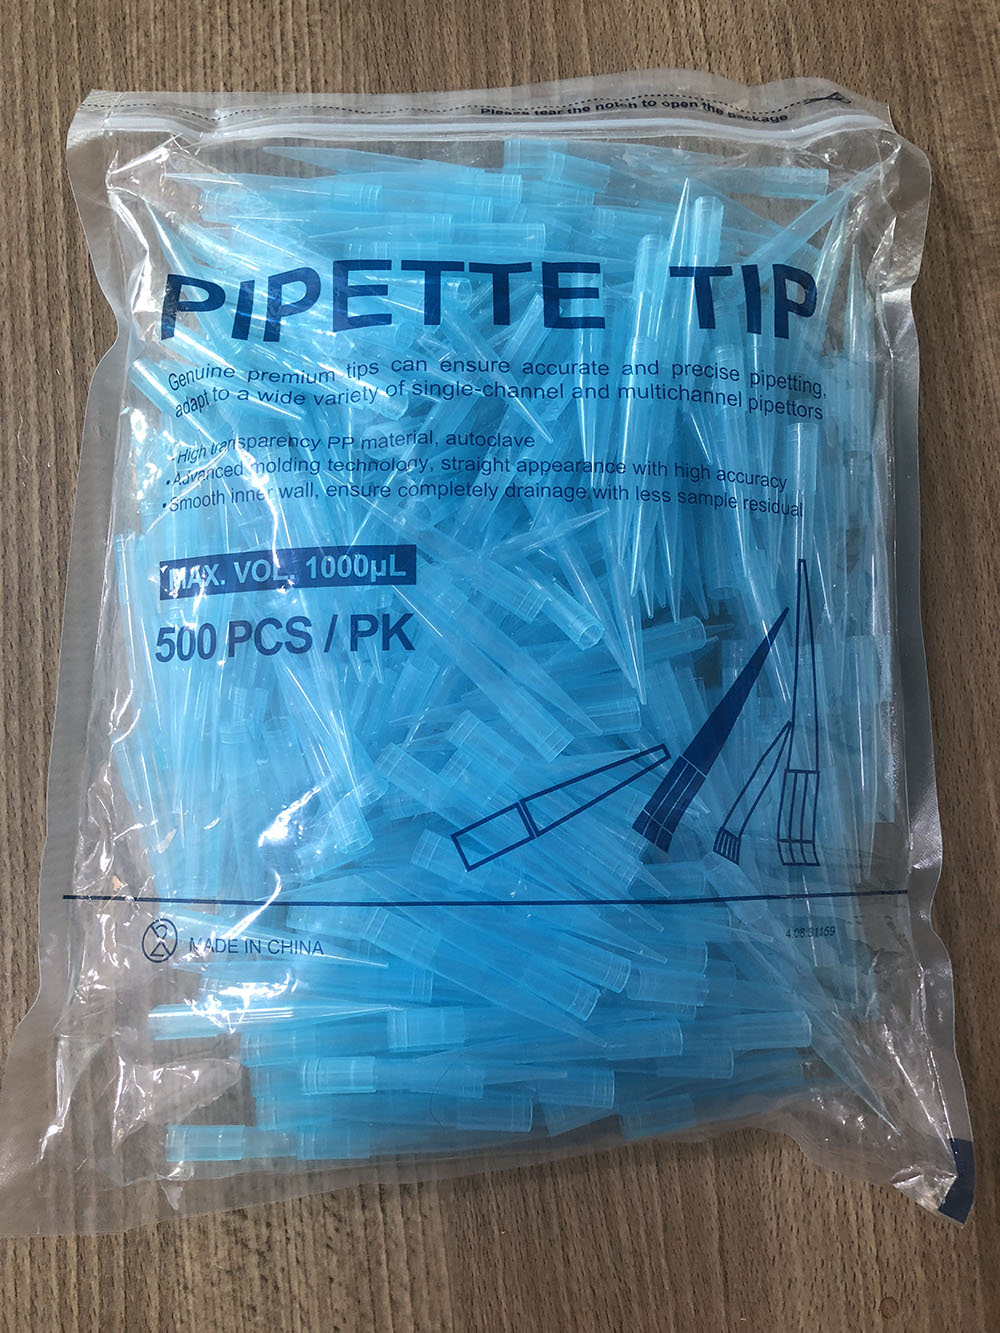 Please tear the notch to open the package
PIPETTE TIP
Genuine premium tips can ensure accurate and precise pipetting,
adapt to a wide variety of single-channel and multichannel pipettors
•High transparency PP material, autoclave
•Advanced molding technology, straight appearance with high accuracy
•Smooth inner wall, ensure completely drainage,with less sample residual
MAX. VOL. 1000μL
500 PCS / PK
MADE IN CHINA